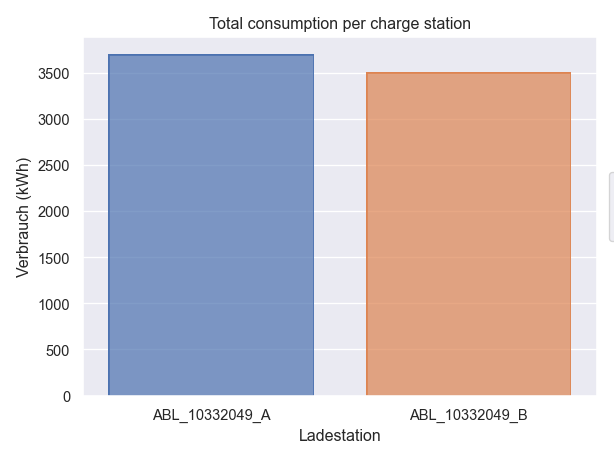 Total consumption per charge station
Verbrauch (kWh)
3500
3000
2500
2000
1500
1000
500
0
ABL_10332049_A
ABL_10332049_B
Ladestation